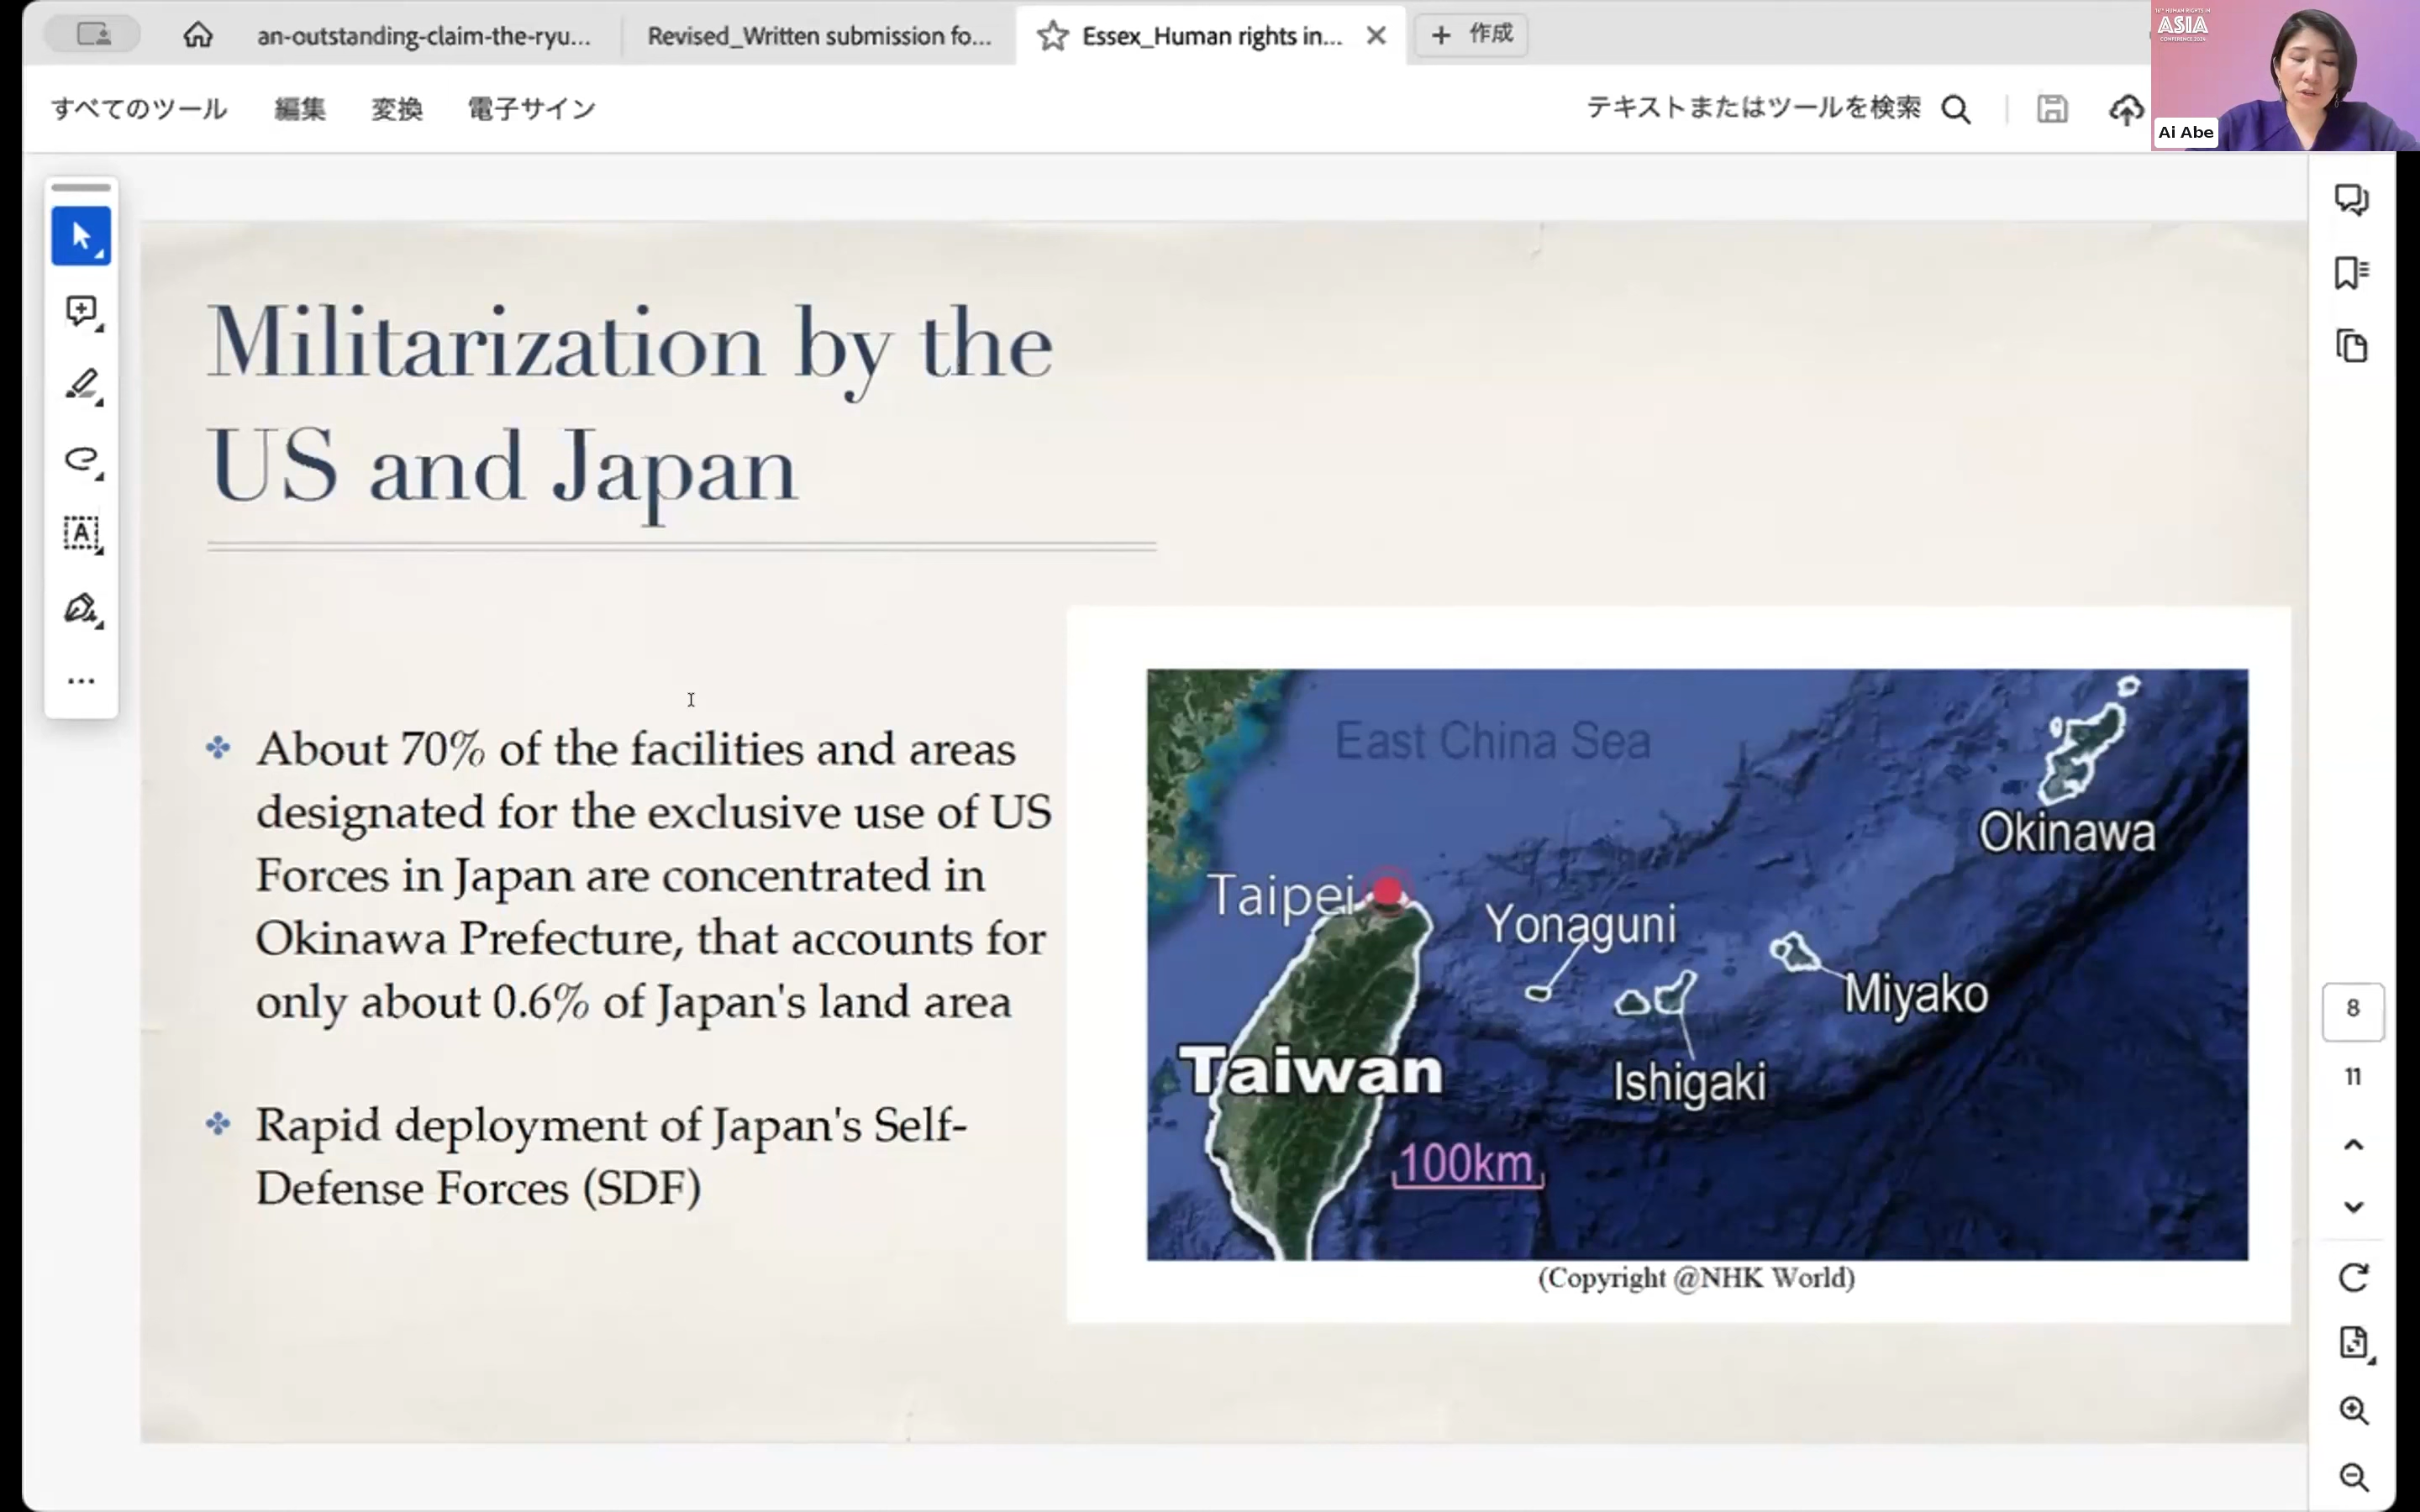 an-outstanding-claim-the-ryu...
Revised_Written submission fo...
Essex_Human rights in...
作成
ASIA
Ai Abe
すべてのツール
編集
変換
電子サイン
テキストまたはツールを検索
Militarization by the
US and Japan
About 70% of the facilities and areas
designated for the exclusive use of US
Forces in Japan are concentrated in
Okinawa Prefecture, that accounts for
only about 0.6% of Japan's land area
Rapid deployment of Japan's Self-
Defense Forces (SDF)
East China Sea
Okinawa
Taipei
Yonaguni
Miyako
Taiwan
Ishigaki
100km
(Copyright @NHK World)
8
11